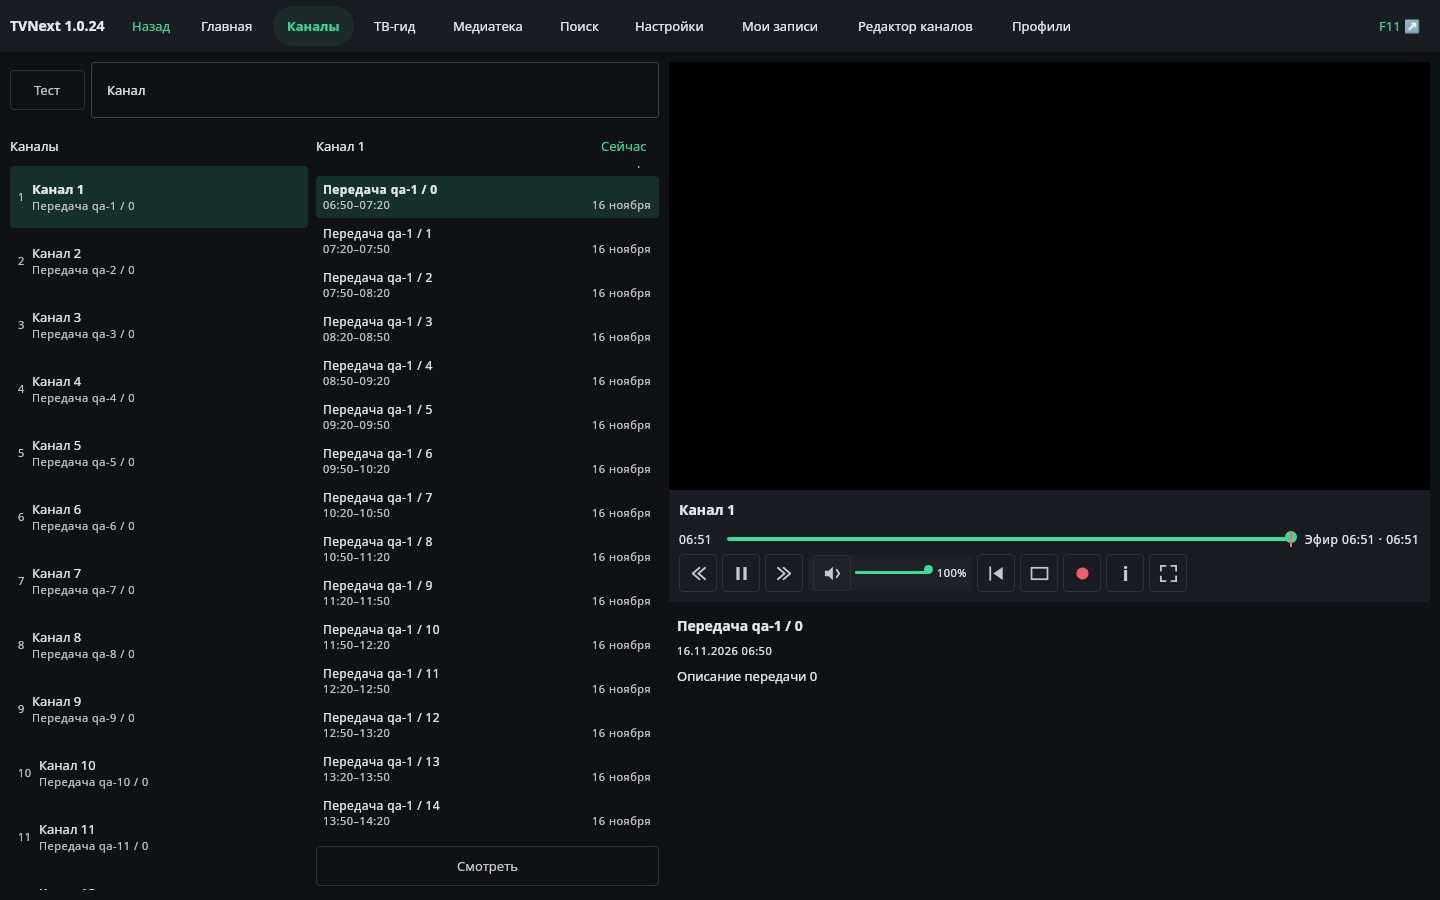 TVNext 1.0.24 Назад Главная Каналы ТВ-гид Медиатека Поиск Настройки Мои записи Редактор каналов Профили F11
Тест Канал
Каналы
1 Канал 1
Передача qa-1 / 0
2 Канал 2
Передача qa-2 / 0
3 Канал 3
Передача qa-3 / 0
4 Канал 4
Передача qa-4 / 0
5 Канал 5
Передача qa-5 / 0
6 Канал 6
Передача qa-6 / 0
7 Канал 7
Передача qa-7 / 0
8 Канал 8
Передача qa-8 / 0
9 Канал 9
Передача qa-9 / 0
10 Канал 10
Передача qa-10 / 0
11 Канал 11
Передача qa-11 / 0
Канал 1 Сейчас
Передача qa-1 / 0
06:50–07:20 16 ноября
Передача qa-1 / 1
07:20–07:50 16 ноября
Передача qa-1 / 2
07:50–08:20 16 ноября
Передача qa-1 / 3
08:20–08:50 16 ноября
Передача qa-1 / 4
08:50–09:20 16 ноября
Передача qa-1 / 5
09:20–09:50 16 ноября
Передача qa-1 / 6
09:50–10:20 16 ноября
Передача qa-1 / 7
10:20–10:50 16 ноября
Передача qa-1 / 8
10:50–11:20 16 ноября
Передача qa-1 / 9
11:20–11:50 16 ноября
Передача qa-1 / 10
11:50–12:20 16 ноября
Передача qa-1 / 11
12:20–12:50 16 ноября
Передача qa-1 / 12
12:50–13:20 16 ноября
Передача qa-1 / 13
13:20–13:50 16 ноября
Передача qa-1 / 14
13:50–14:20 16 ноября
Смотреть
Канал 1
06:51 Эфир 06:51 · 06:51
100%
Передача qa-1 / 0
16.11.2026 06:50
Описание передачи 0